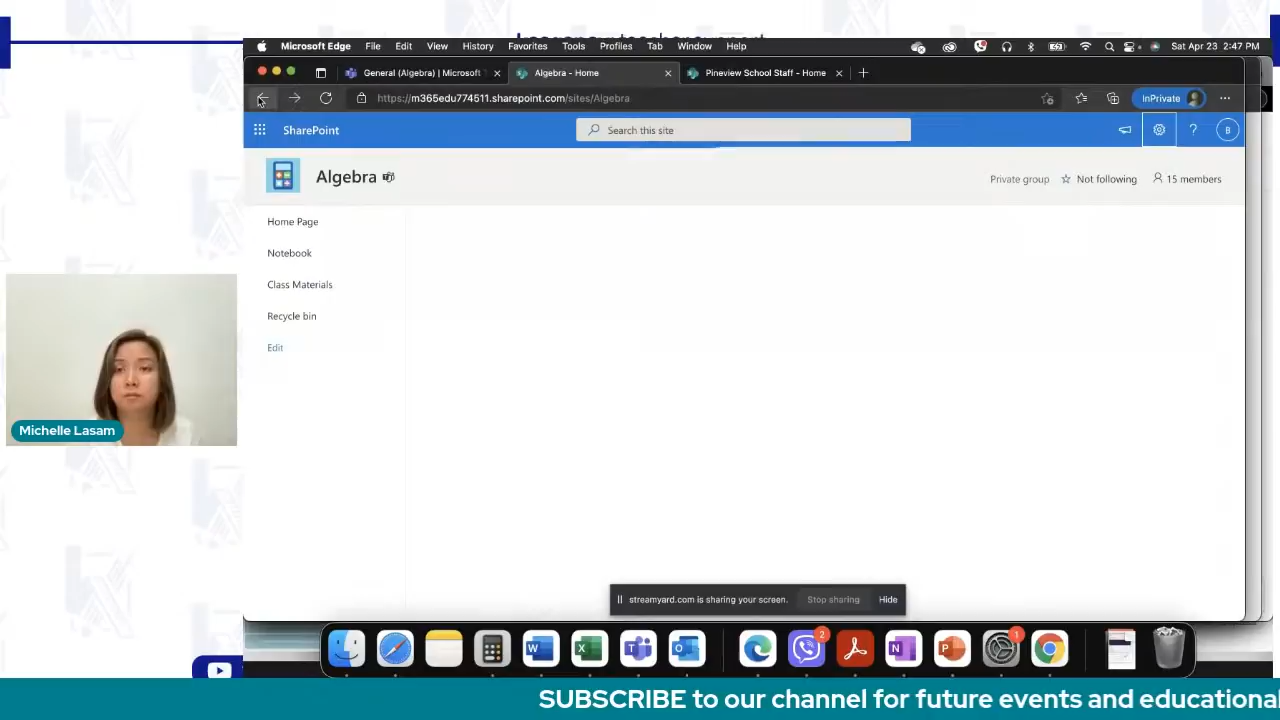 Microsoft Edge File Edit View History Favorites Tools Profiles Tab Window Help Sat Apr 23 2:47 PM
General (Algebra) | Microsoft T Algebra - Home Pineview School Staff - Home
https://m365edu774511.sharepoint.com/sites/Algebra InPrivate
SharePoint Search this site ? B
Algebra Private group Not following 15 members
Home Page
Notebook
Class Materials
Recycle bin
Edit
Michelle Lasam
streamyard.com is sharing your screen. Stop sharing Hide
2 1
SUBSCRIBE to our channel for future events and educational